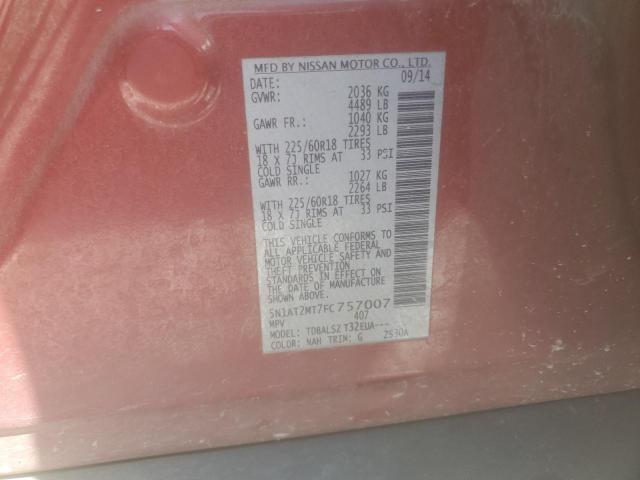 MFD BY NISSAN MOTOR CO., LTD.
DATE: 09/14
GVWR: 2036 KG
4489 LB
GAWR FR.: 1040 KG
2293 LB
WITH 225/60R18 TIRES
18 X 7J RIMS AT 33 PSI
COLD SINGLE
GAWR RR.: 1027 KG
2264 LB
WITH 225/60R18 TIRES
18 X 7J RIMS AT 33 PSI
COLD SINGLE
THIS VEHICLE CONFORMS TO
ALL APPLICABLE FEDERAL
MOTOR VEHICLE SAFETY AND
THEFT PREVENTION
STANDARDS IN EFFECT ON
THE DATE OF MANUFACTURE
SHOWN ABOVE.
5N1AT2MT7FC757007
MPV 407
MODEL: TDBALSZ T32EUA---
COLOR: NAH TRIM: G 2530A